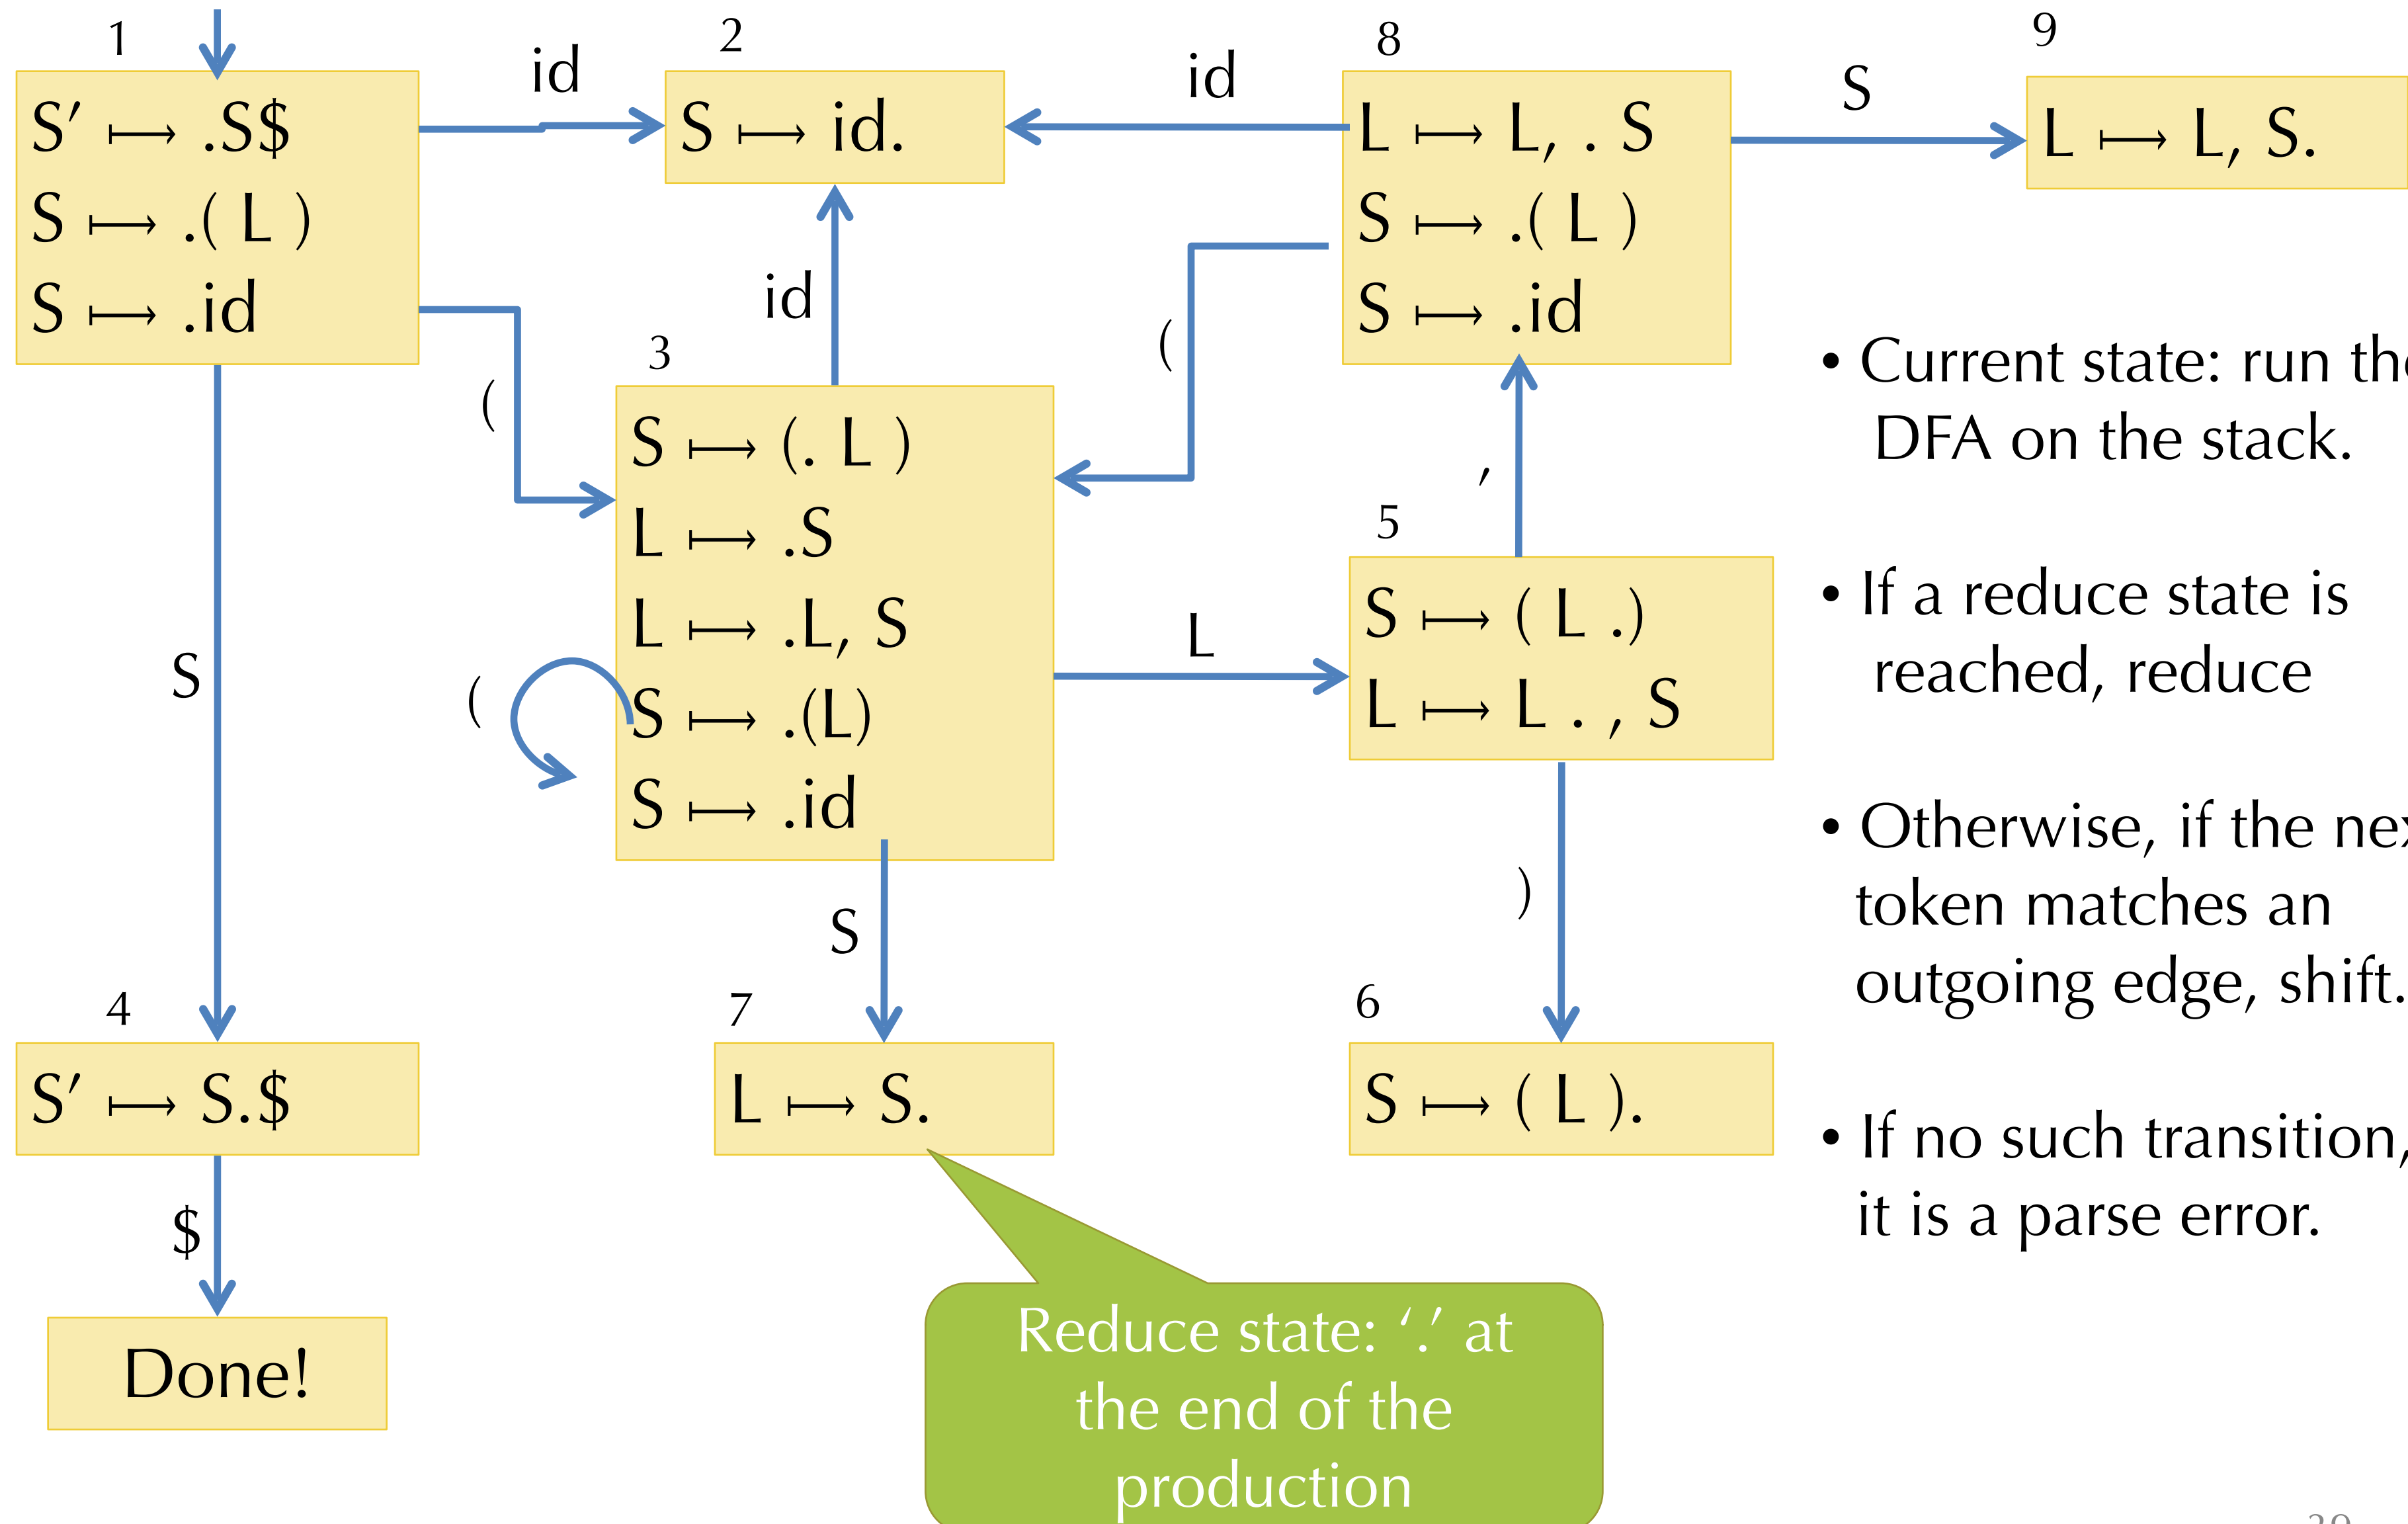 1
S′ ⟼ .S$
S ⟼ .( L )
S ⟼ .id
id
2
S ⟼ id.
id
8
L ⟼ L, . S
S ⟼ .( L )
S ⟼ .id
S
9
L ⟼ L, S.
(
id
3
S ⟼ (. L )
L ⟼ .S
L ⟼ .L, S
S ⟼ .(L)
S ⟼ .id
(
(
,
L
5
S ⟼ ( L .)
L ⟼ L . , S
S
S
)
4
S′ ⟼ S.$
7
L ⟼ S.
6
S ⟼ ( L ).
$
Done!
Reduce state: ‘.’ at
the end of the
production
• Current state: run
DFA on the stack.
• If a reduce state is
reached, reduce
• Otherwise, if the
token matches an
outgoing edge, shift.
• If no such transition,
it is a parse error.